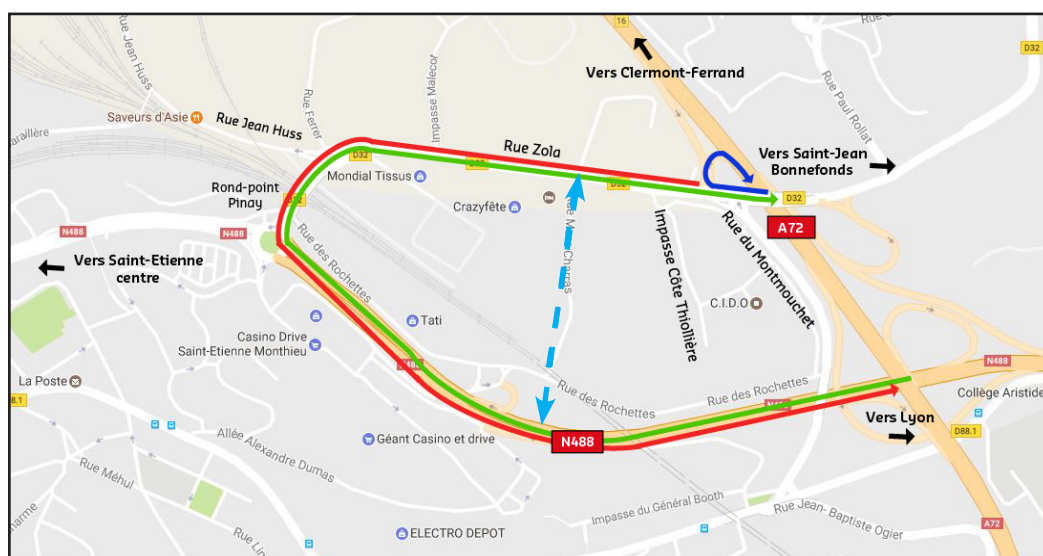 16
Rue Jean Huss
Vers Clermont-Ferrand
D32
Rue Ferrer
Impasse Malecor
Rue Paul Rollat
Saveurs d'Asie
Rue Jean Huss
Rue Zola
Vers Saint-Jean
Bonnefonds
D32
D32
D32
Mondial Tissus
Rond-point
Pinay
D32
Crazyfête
A72
N488
N488
Rue des Rochettes
Vers Saint-Etienne
centre
Impasse Côte Thiollière
Rue du Montmouchet
C.I.D.O
Tati
Casino Drive
Saint-Etienne Monthieu
La Poste
N488
Rue des Rochettes
Rue des Rochettes
N488
Collège Aristide
88.1
Géant Casino et drive
N488
Vers Lyon
D88.1
Allée Alexandre Dumas
Rue Méhul
Impasse du Général Booth
Rue Jean- Baptiste Ogier
ELECTRO DEPOT
A72